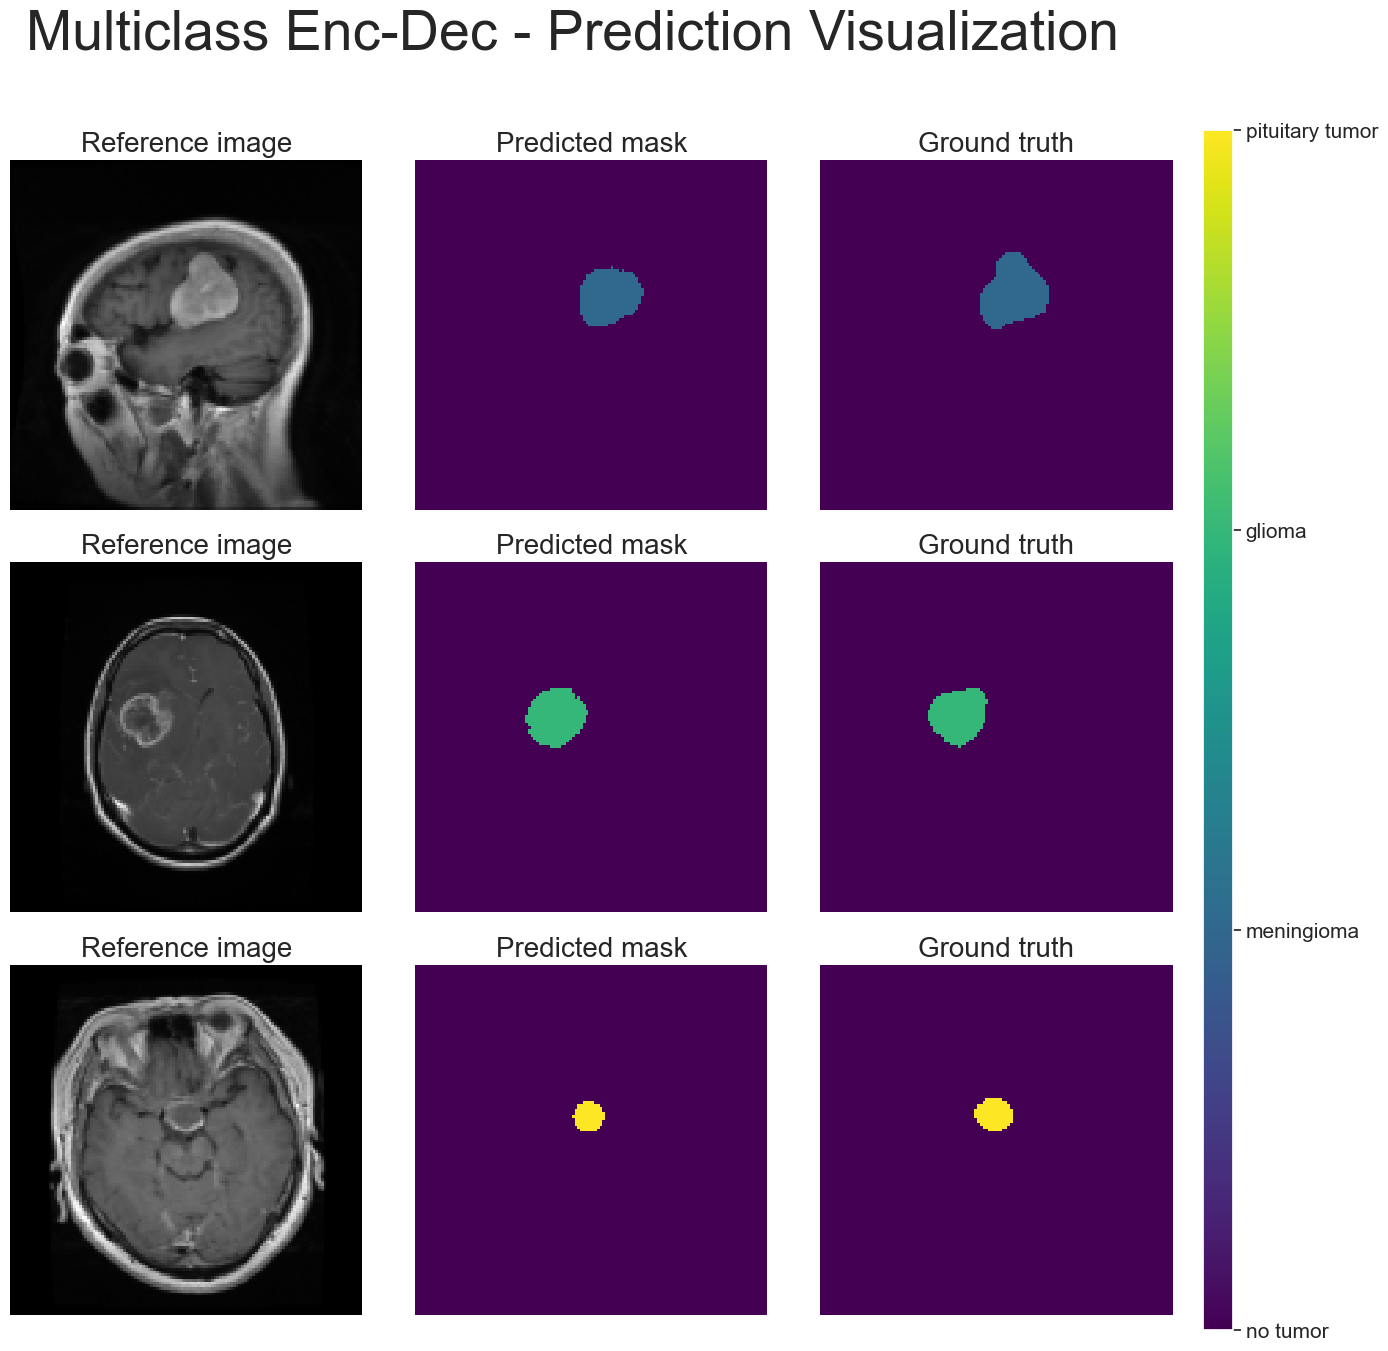 Multiclass Enc-Dec - Prediction Visualization
Reference image
Predicted mask
Ground truth
Reference image
Predicted mask
Ground truth
Reference image
Predicted mask
Ground truth
pituitary tumor
glioma
meningioma
no tumor